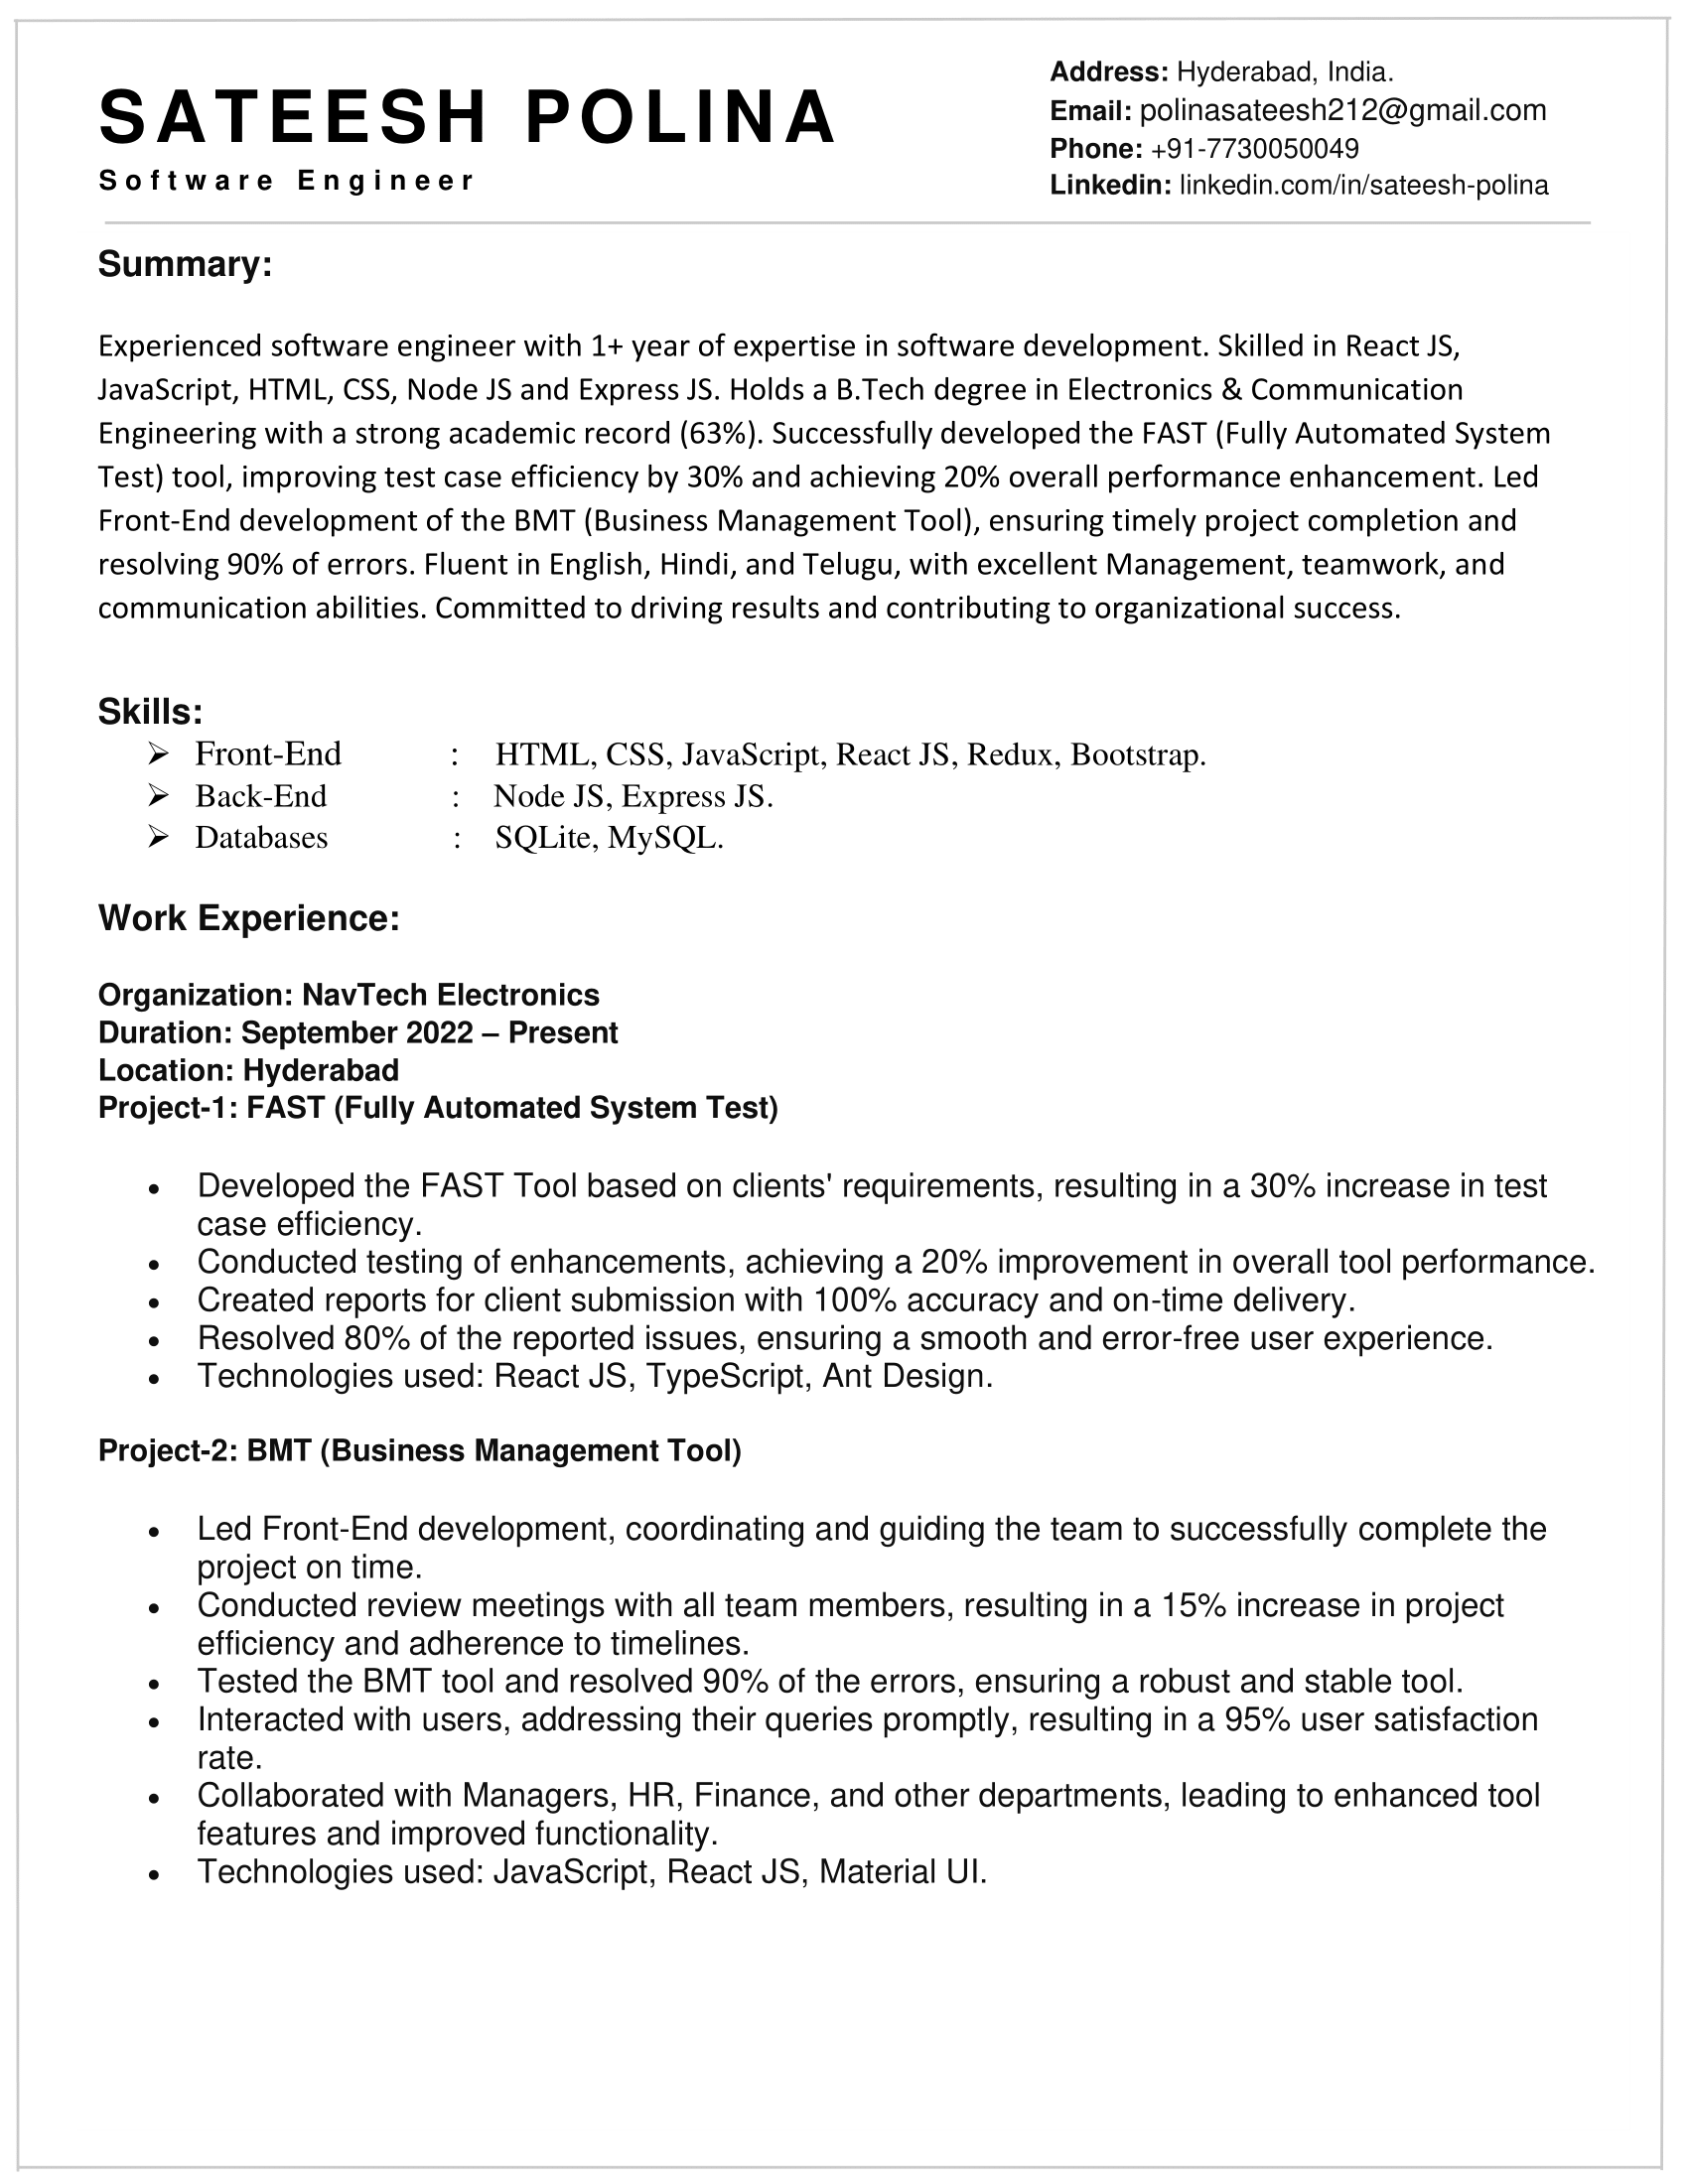 SATEESH POLINA
Software Engineer
Address: Hyderabad, India.
Email: polinasateesh212@gmail.com
Phone: +91-7730050049
Linkedin: linkedin.com/in/sateesh-polina
Summary:
Experienced software engineer with 1+ year of expertise in software development. Skilled in React JS,
JavaScript, HTML, CSS, Node JS and Express JS. Holds a B.Tech degree in Electronics & Communication
Engineering with a strong academic record (63%). Successfully developed the FAST (Fully Automated System
Test) tool, improving test case efficiency by 30% and achieving 20% overall performance enhancement. Led
Front-End development of the BMT (Business Management Tool), ensuring timely project completion and
resolving 90% of errors. Fluent in English, Hindi, and Telugu, with excellent Management, teamwork, and
communication abilities. Committed to driving results and contributing to organizational success.
Skills:
➢ Front-End : HTML, CSS, JavaScript, React JS, Redux, Bootstrap.
➢ Back-End : Node JS, Express JS.
➢ Databases : SQLite, MySQL.
Work Experience:
Organization: NavTech Electronics
Duration: September 2022 – Present
Location: Hyderabad
Project-1: FAST (Fully Automated System Test)
• Developed the FAST Tool based on clients' requirements, resulting in a 30% increase in test
case efficiency.
• Conducted testing of enhancements, achieving a 20% improvement in overall tool performance.
• Created reports for client submission with 100% accuracy and on-time delivery.
• Resolved 80% of the reported issues, ensuring a smooth and error-free user experience.
• Technologies used: React JS, TypeScript, Ant Design.
Project-2: BMT (Business Management Tool)
• Led Front-End development, coordinating and guiding the team to successfully complete the
project on time.
• Conducted review meetings with all team members, resulting in a 15% increase in project
efficiency and adherence to timelines.
• Tested the BMT tool and resolved 90% of the errors, ensuring a robust and stable tool.
• Interacted with users, addressing their queries promptly, resulting in a 95% user satisfaction
rate.
• Collaborated with Managers, HR, Finance, and other departments, leading to enhanced tool
features and improved functionality.
• Technologies used: JavaScript, React JS, Material UI.